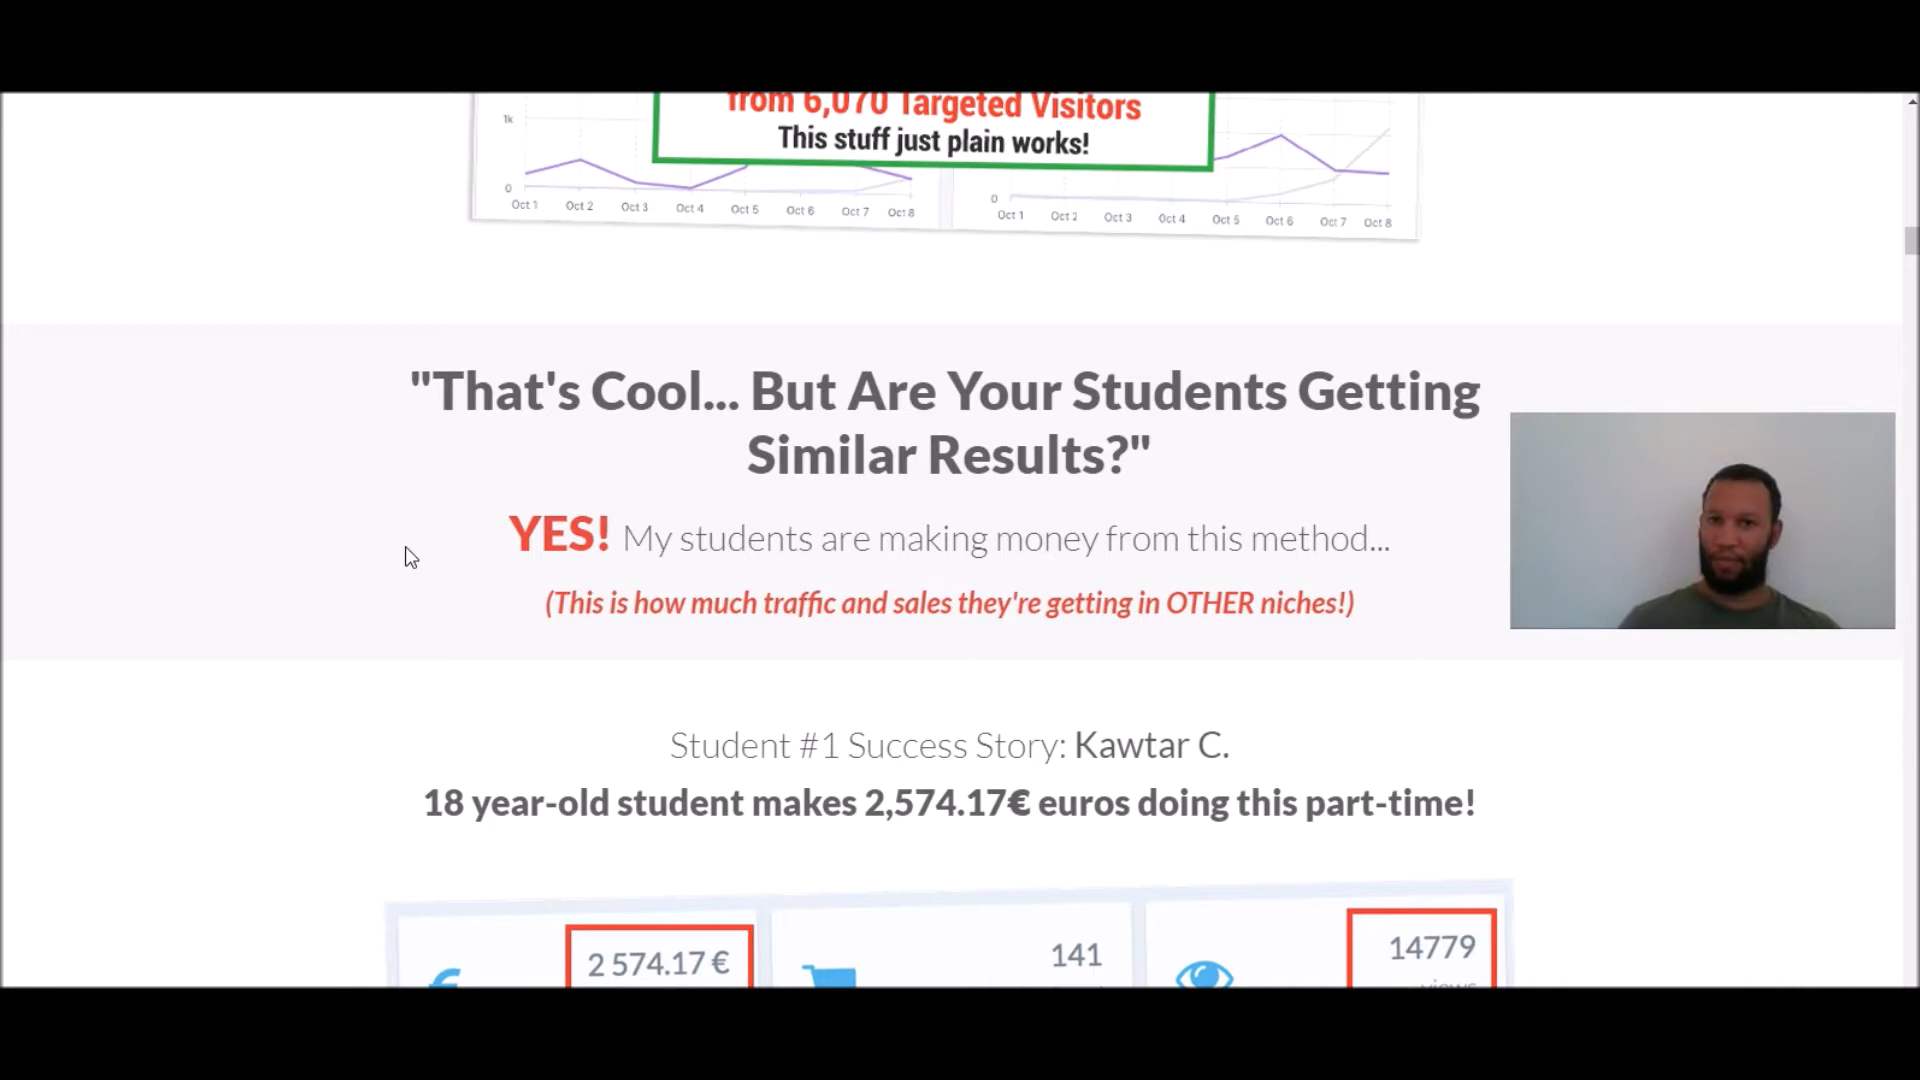 from 6,070 Targeted Visitors
This stuff just plain works!
1k
0
Oct 1 Oct 2 Oct 3 Oct 4 Oct 5 Oct 6 Oct 7 Oct 8
0
Oct 1 Oct 2 Oct 3 Oct 4 Oct 5 Oct 6 Oct 7 Oct 8
"That's Cool... But Are Your Students Getting
Similar Results?"
YES! My students are making money from this method...
(This is how much traffic and sales they're getting in OTHER niches!)
Student #1 Success Story: Kawtar C.
18 year-old student makes 2,574.17€ euros doing this part-time!
2 574.17 €
141
14779
views